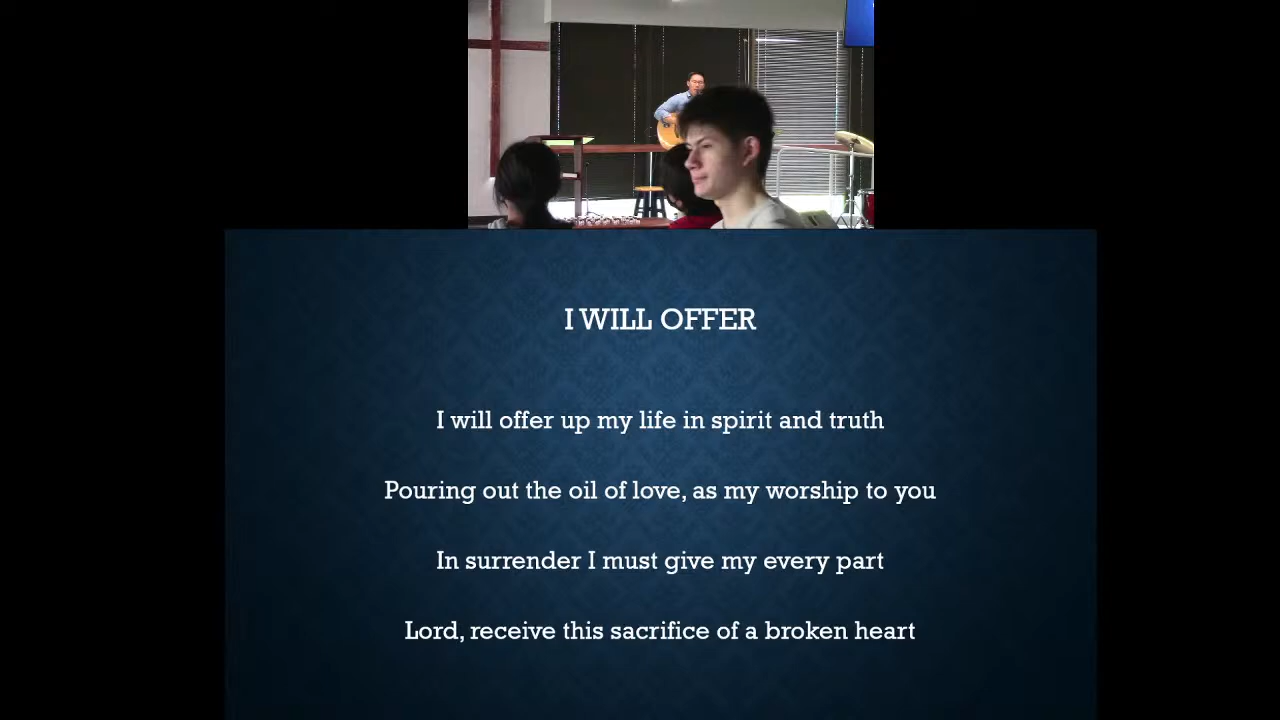 I WILL OFFER
I will offer up my life in spirit and truth
Pouring out the oil of love, as my worship to you
In surrender I must give my every part
Lord, receive this sacrifice of a broken heart